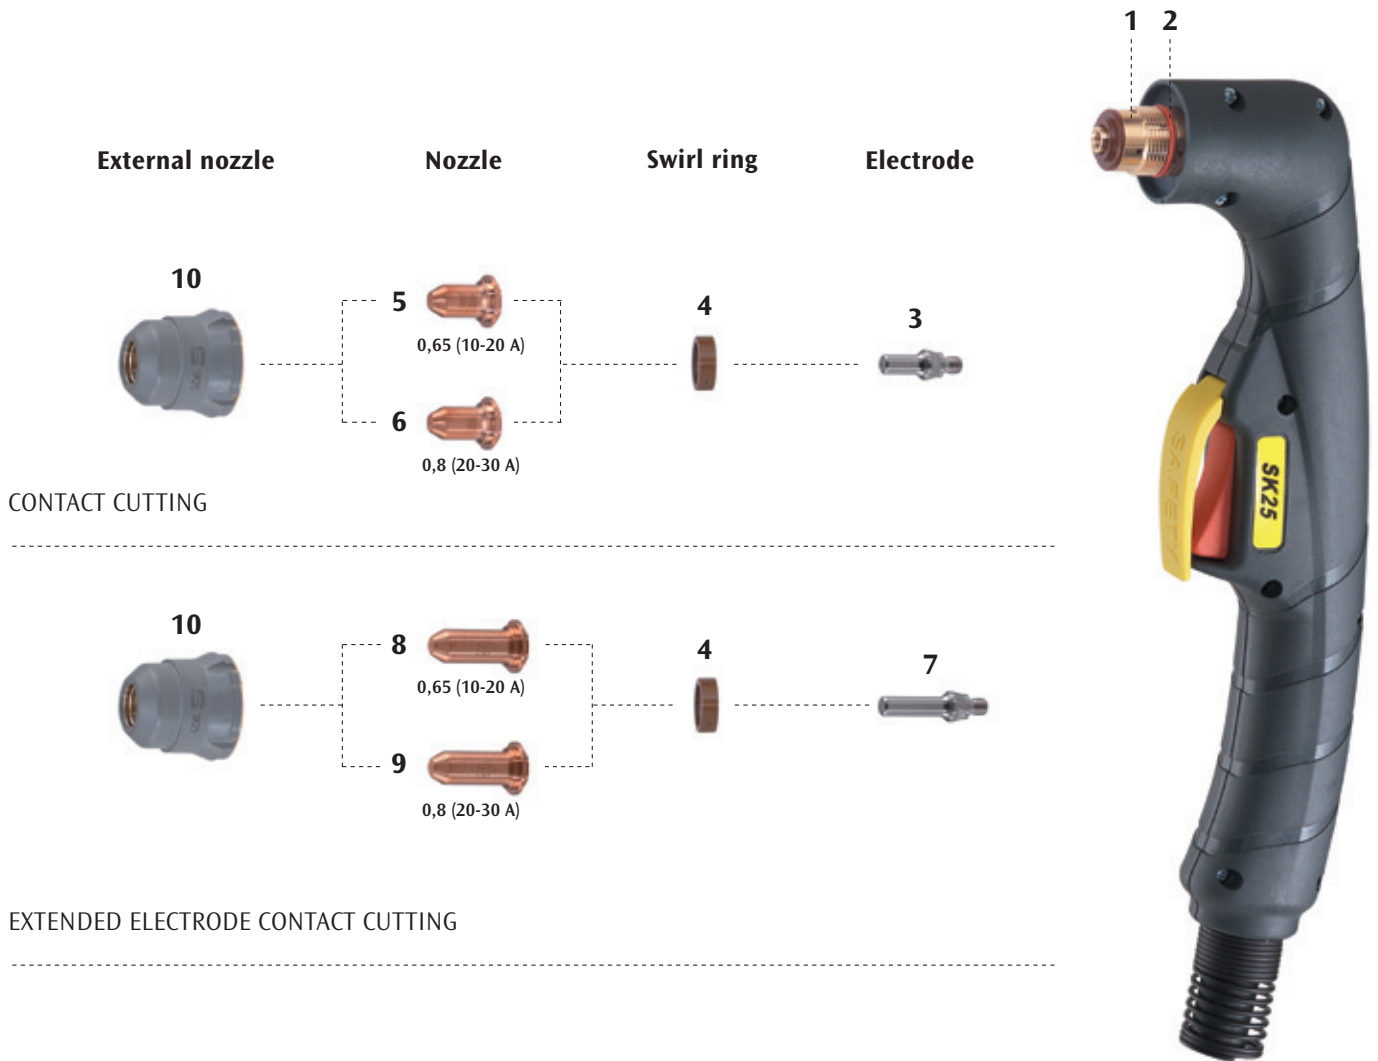 1 2
External nozzle Nozzle Swirl ring Electrode
10
5
0,65 (10-20 A)
4
3
6
0,8 (20-30 A)
CONTACT CUTTING
SAFETY
SK25
10
8
0,65 (10-20 A)
4
7
9
0,8 (20-30 A)
EXTENDED ELECTRODE CONTACT CUTTING